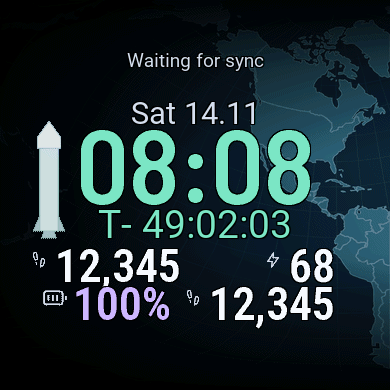 Waiting for sync
Sat 14.11
08:08
T- 49:02:03
12,345 68
100% 12,345